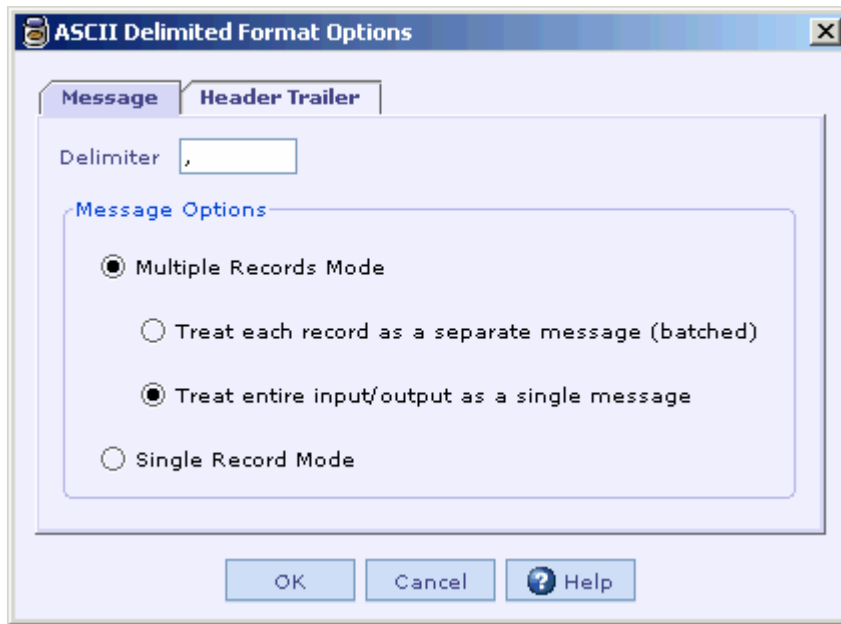 ASCII Delimited Format Options
Message Header Trailer
Delimiter ,
Message Options
Multiple Records Mode
Treat each record as a separate message (batched)
Treat entire input/output as a single message
Single Record Mode
OK Cancel ? Help